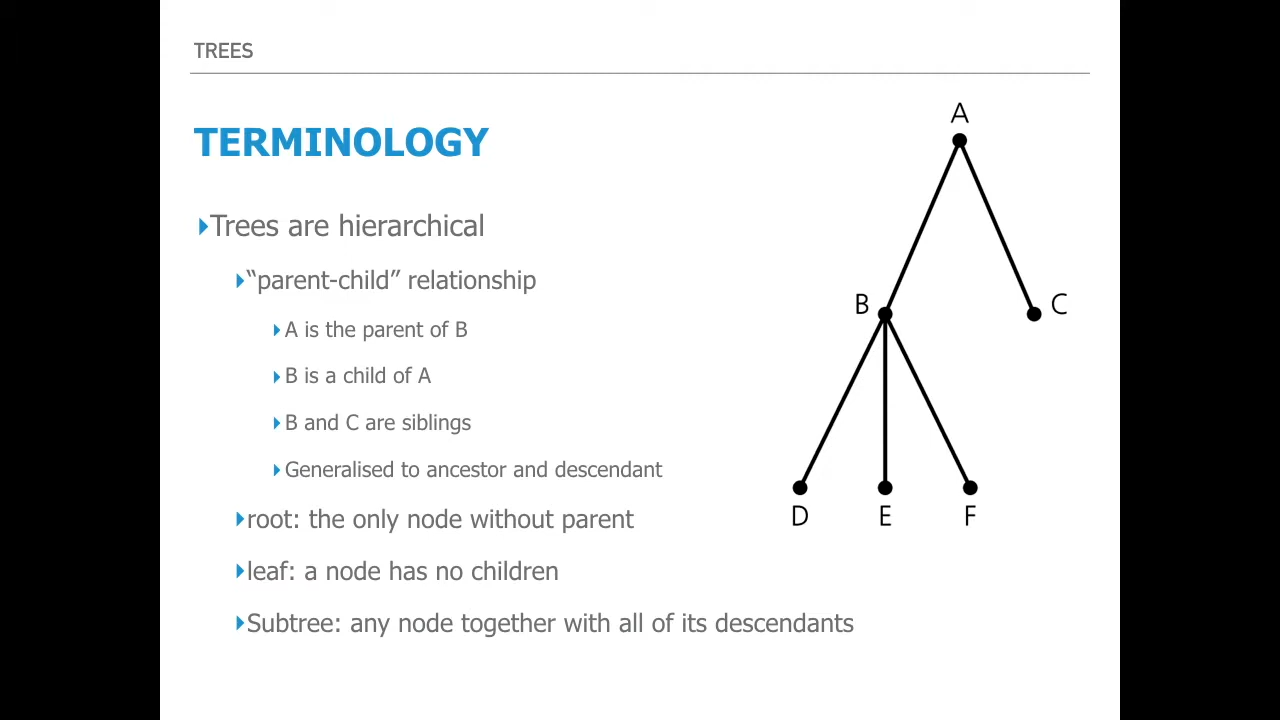 TREES
TERMINOLOGY
Trees are hierarchical
“parent-child” relationship
A is the parent of B
B is a child of A
B and C are siblings
Generalised to ancestor and descendant
root: the only node without parent
leaf: a node has no children
Subtree: any node together with all of its descendants
A
B
C
D
E
F